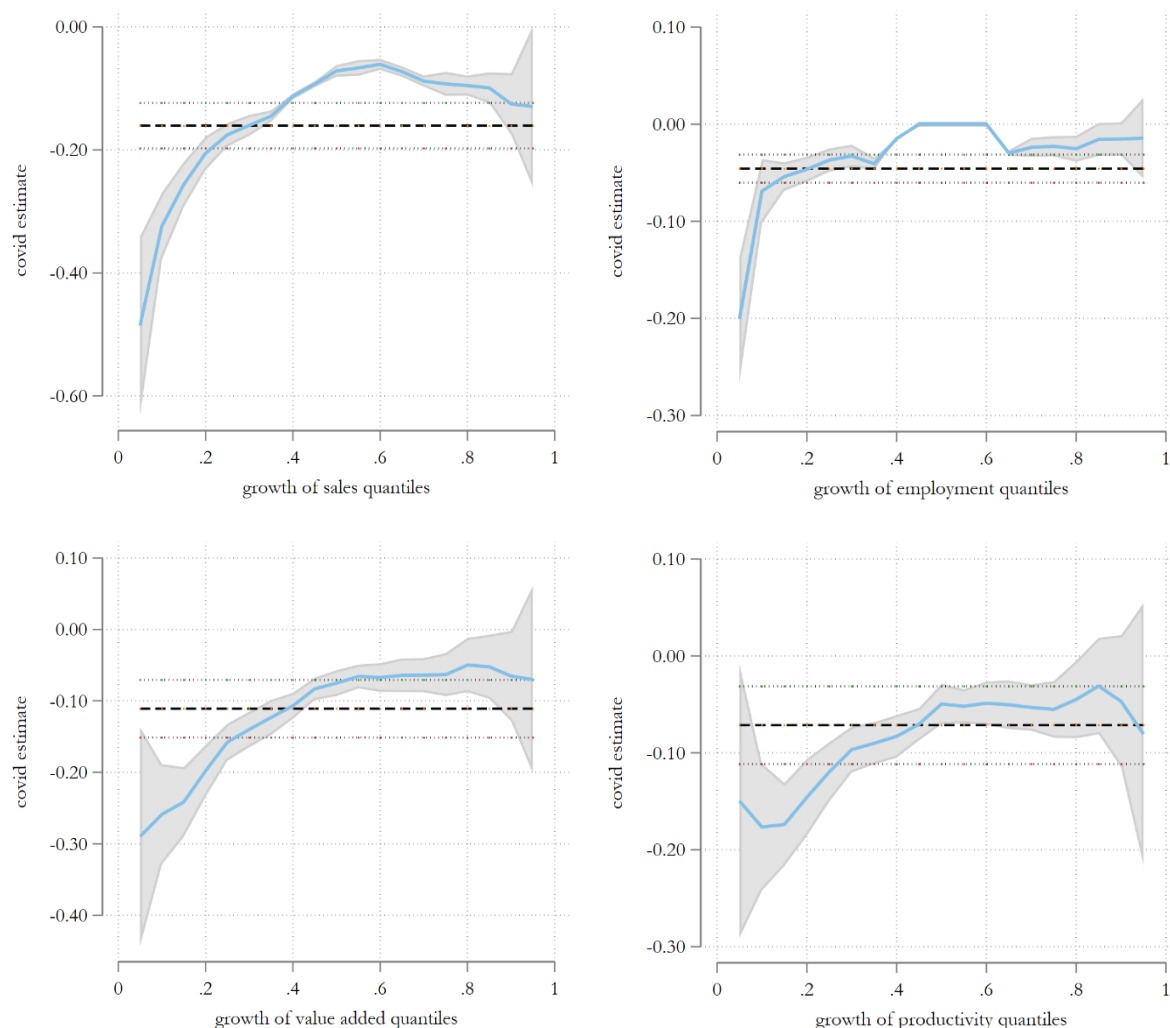 0.00
-0.20
-0.40
-0.60
covid estimate
0 .2 .4 .6 .8 1
growth of sales quantiles
0.10
0.00
-0.10
-0.20
-0.30
covid estimate
0 .2 .4 .6 .8 1
growth of employment quantiles
0.10
0.00
-0.10
-0.20
-0.30
-0.40
covid estimate
0 .2 .4 .6 .8 1
growth of value added quantiles
0.10
0.00
-0.10
-0.20
-0.30
covid estimate
0 .2 .4 .6 .8 1
growth of productivity quantiles